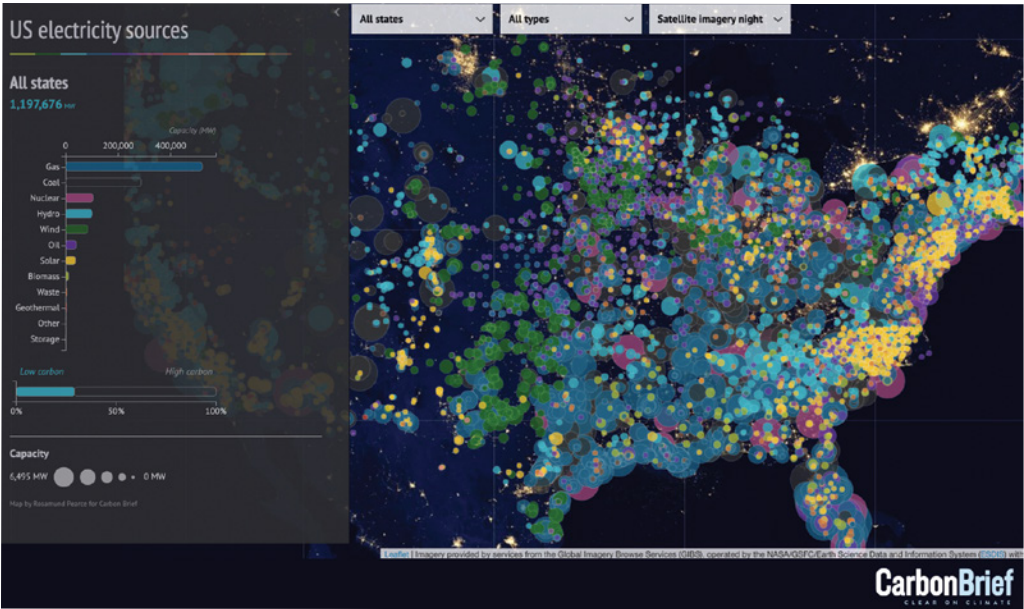 US electricity sources
All states
All types
Satellite imagery night
All states
1,197,676 MW
Capacity (MW)
0 200,000 400,000
Gas
Coal
Nuclear
Hydro
Wind
Oil
Solar
Biomass
Waste
Geothermal
Other
Storage
Low carbon High carbon
0% 50% 100%
Capacity
6,495 MW 0 MW
Map by Rosamund Pearce for Carbon Brief
Leaflet | Imagery provided by services from the Global Imagery Browse Services (GIBS), operated by the NASA/GSFC/Earth Science Data and Information System (ESDIS) with
CarbonBrief
CLEAR ON CLIMATE